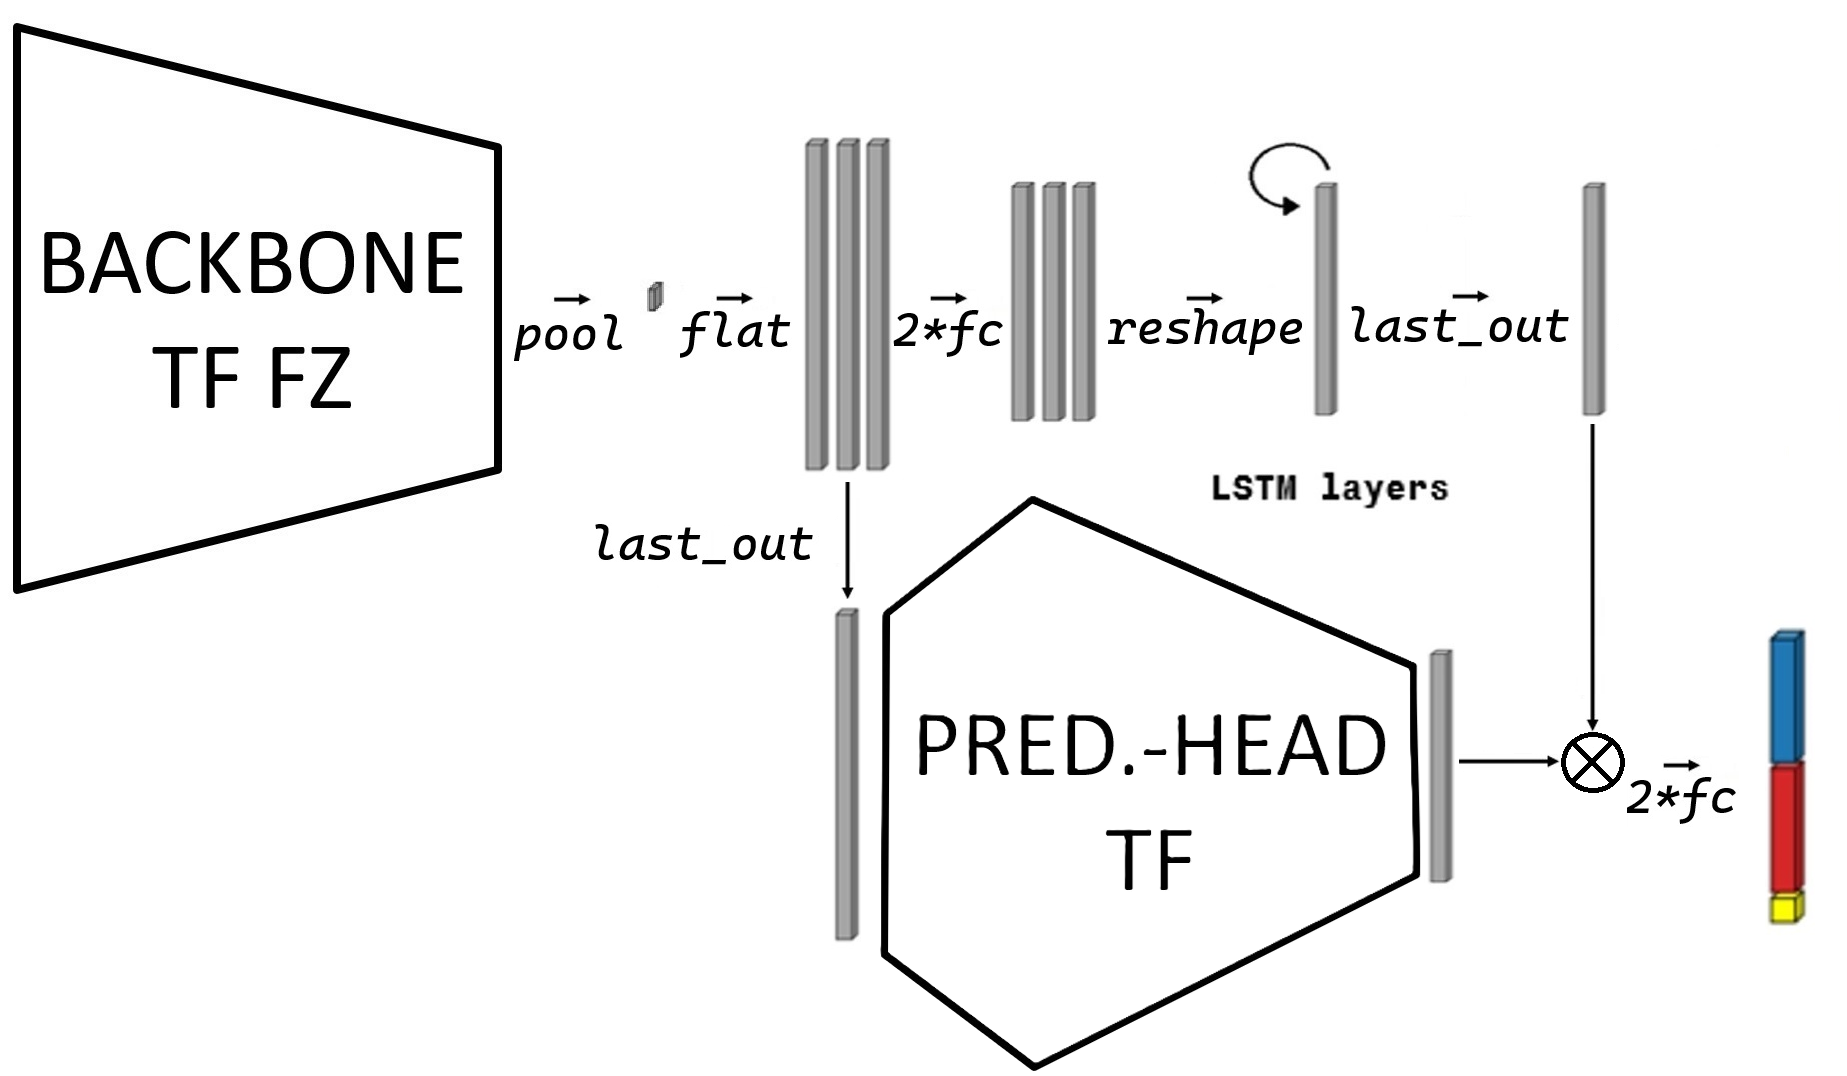 BACKBONE
TF FZ
pool
flat
2*fc
reshape
last_out
LSTM layers
last_out
PRED.-HEAD
TF
2*fc